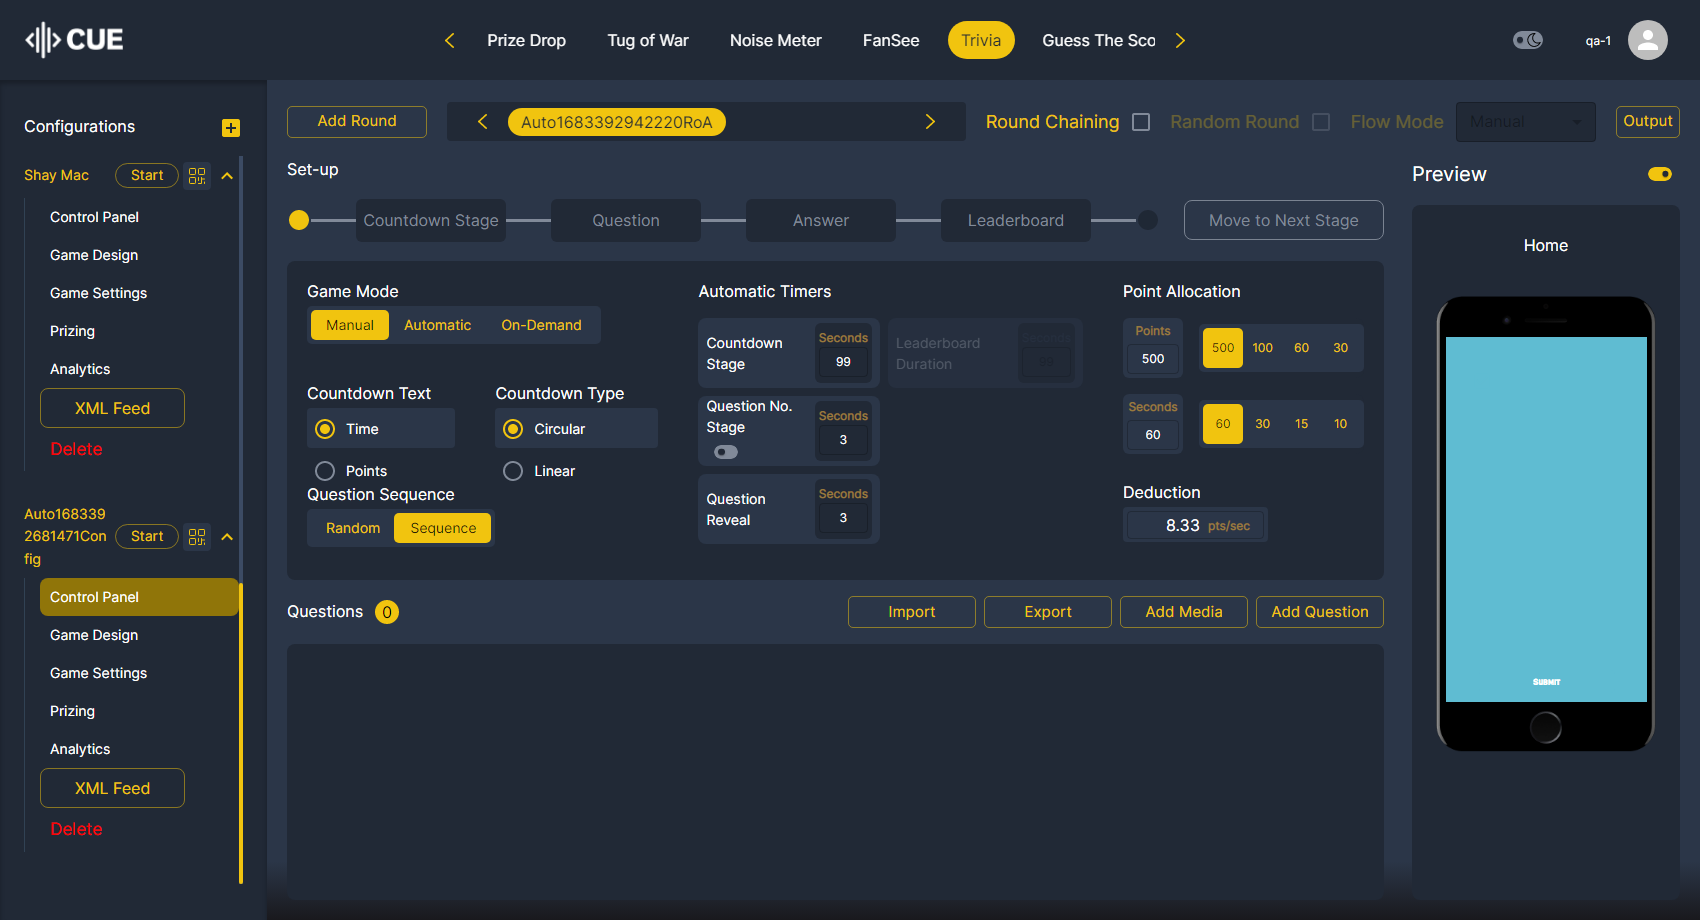 CUE
Prize Drop
Tug of War
Noise Meter
FanSee
Trivia
Guess The Sco
qa-1
Configurations
Shay Mac
Start
Control Panel
Game Design
Game Settings
Prizing
Analytics
XML Feed
Delete
Auto168339
2681471Con
fig
Start
Control Panel
Game Design
Game Settings
Prizing
Analytics
XML Feed
Delete
Add Round
Auto1683392942220RoA
Round Chaining
Random Round
Flow Mode
Manual
Output
Set-up
Countdown Stage
Question
Answer
Leaderboard
Move to Next Stage
Game Mode
Manual
Automatic
On-Demand
Countdown Text
Time
Points
Countdown Type
Circular
Linear
Question Sequence
Random
Sequence
Automatic Timers
Countdown
Stage
Seconds
99
Leaderboard
Duration
Seconds
Question No.
Stage
Seconds
3
Question
Reveal
Seconds
3
Point Allocation
Points
500
500
100
60
30
Seconds
60
60
30
15
10
Deduction
8.33 pts/sec
Questions 0
Import
Export
Add Media
Add Question
Preview
Home
SUBMIT